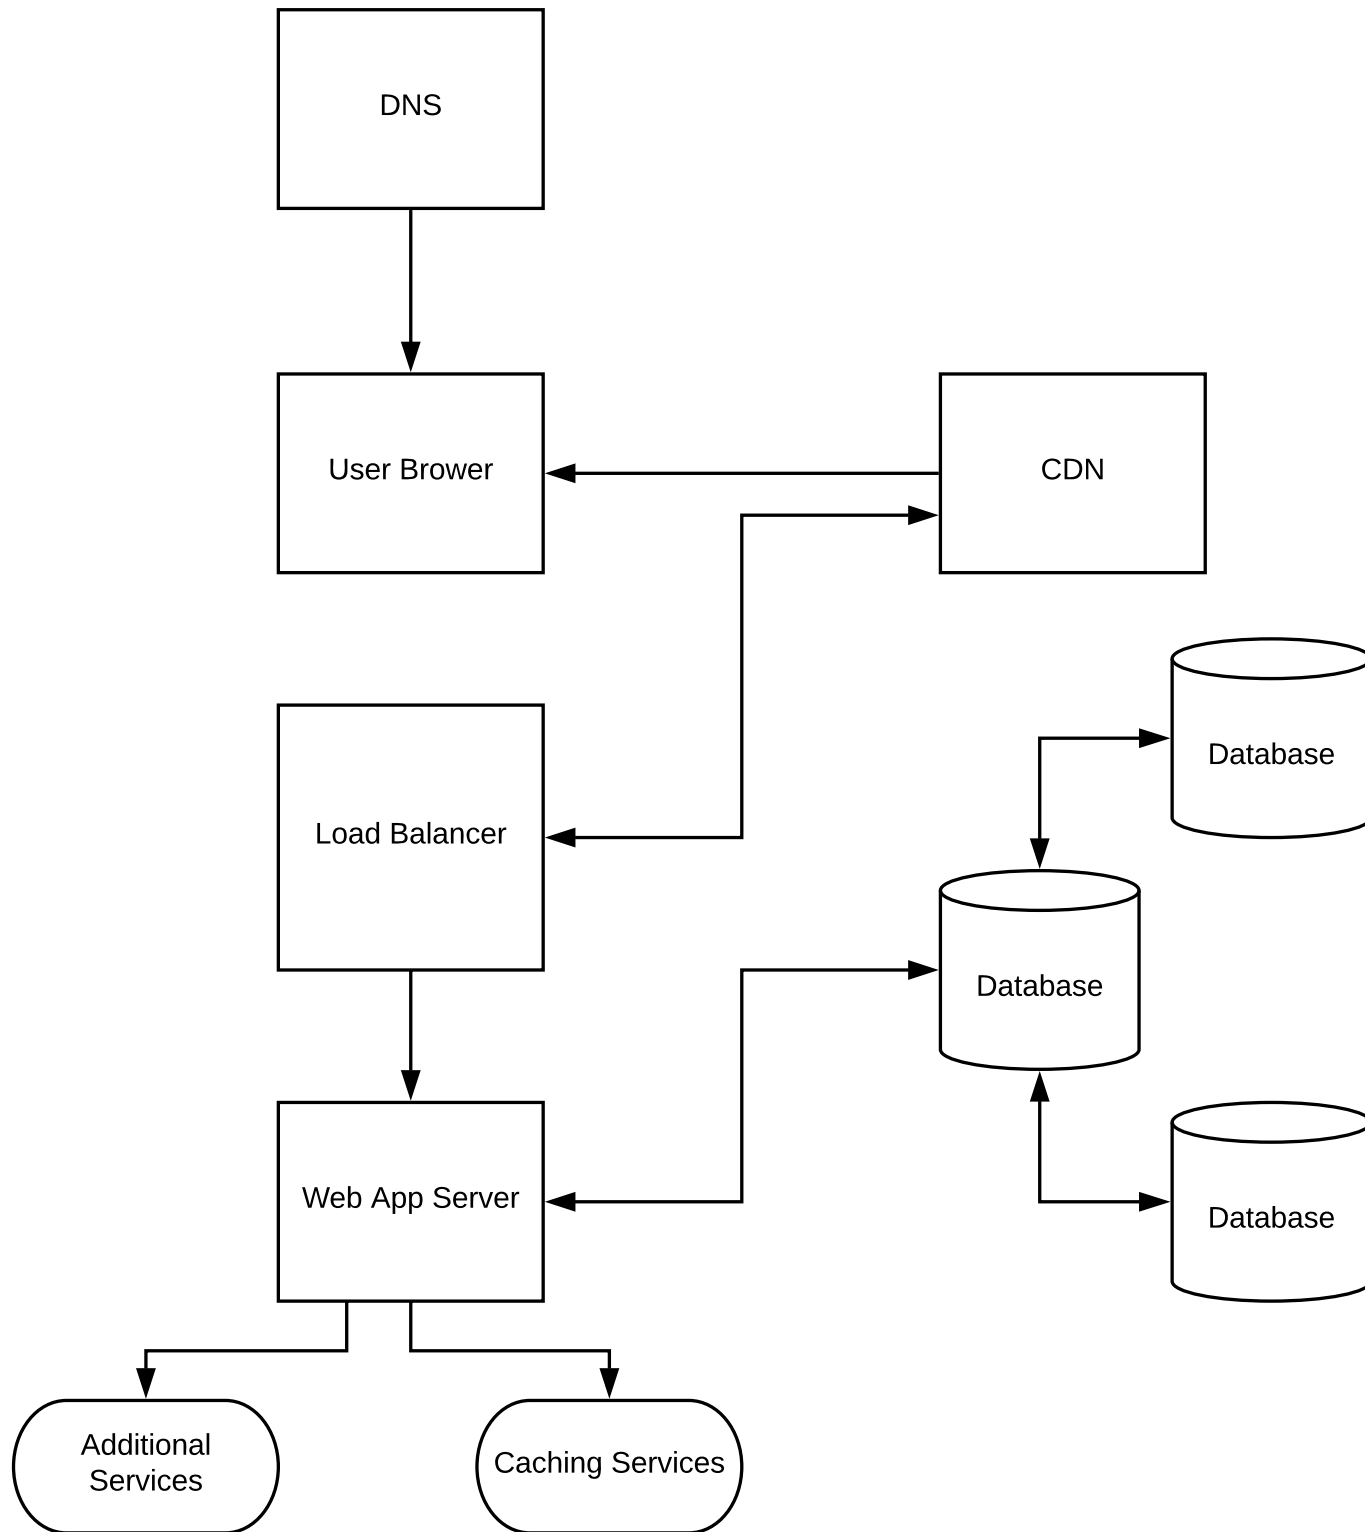 DNS
User Brower
CDN
Database
Load Balancer
Database
Web App Server
Database
Additional
Services
Caching Services